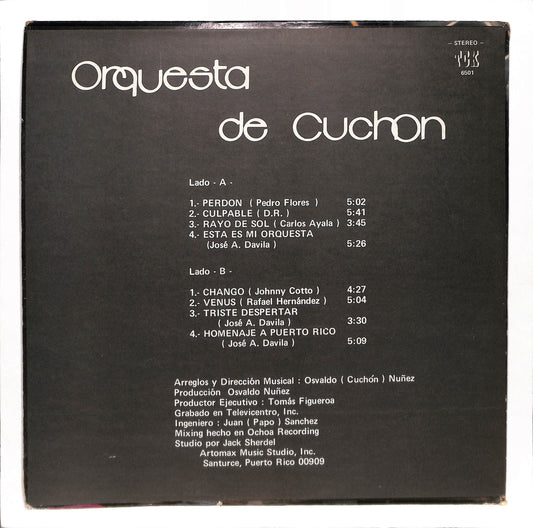 Orquesta
de Cuchon
- STEREO -
6501
Lado - A -
1.- PERDON ( Pedro Flores ) 5:02
2.- CULPABLE ( D.R. ) 5:41
3.- RAYO DE SOL ( Carlos Ayala ) 3:45
4.- ESTA ES MI ORQUESTA
(José A. Davila ) 5:26
Lado - B -
1.- CHANGO ( Johnny Cotto ) 4:27
2.- VENUS ( Rafael Hernández ) 5:04
3.- TRISTE DESPERTAR
( José A. Davila ) 3:30
4.- HOMENAJE A PUERTO RICO
( José A. Davila ) 5:09
Arreglos y Dirección Musical : Osvaldo ( Cuchón ) Nuñez
Producción Osvaldo Nuñez
Productor Ejecutivo : Tomás Figueroa
Grabado en Televicentro, Inc.
Ingeniero : Juan ( Papo ) Sanchez
Mixing hecho en Ochoa Recording
Studio por Jack Sherdel
Artomax Music Studio, Inc.
Santurce, Puerto Rico 00909